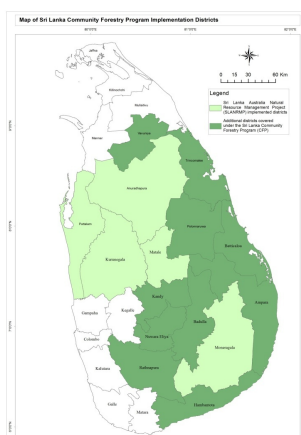 Map of Sri Lanka Community Forestry Program Implementation Districts
0 15 30 60 Km
Legend
Sri Lanka Australia Natural
Resource Management Project
(SLANRMP) implemented districts
Additional districts covered
under the Sri Lanka Community
Forestry Program (CFP)
Jaffna
Kilinochchi
Mullaitivu
Mannar
Vavuniya
Trincomalee
Anuradhapura
Polonnaruwa
Puttalam
Kurunegala
Matale
Batticaloa
Ampara
Kandy
Kegalla
Gampaha
Badulla
Nuwara Eliya
Colombo
Moneragala
Ratnapura
Kalutara
Hambantota
Galle
Matara